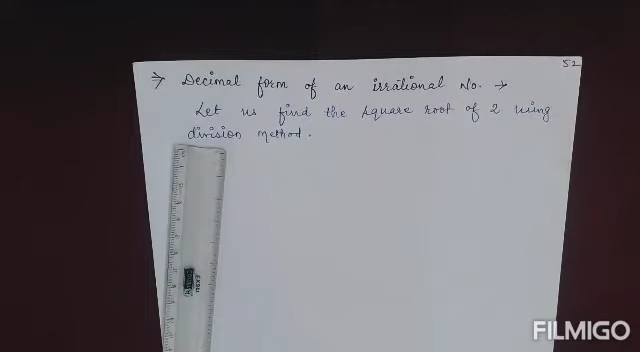 52
⇒ Decimal form of an irrational No. →
Let us find the square root of 2 using
division method.
FILMIGO